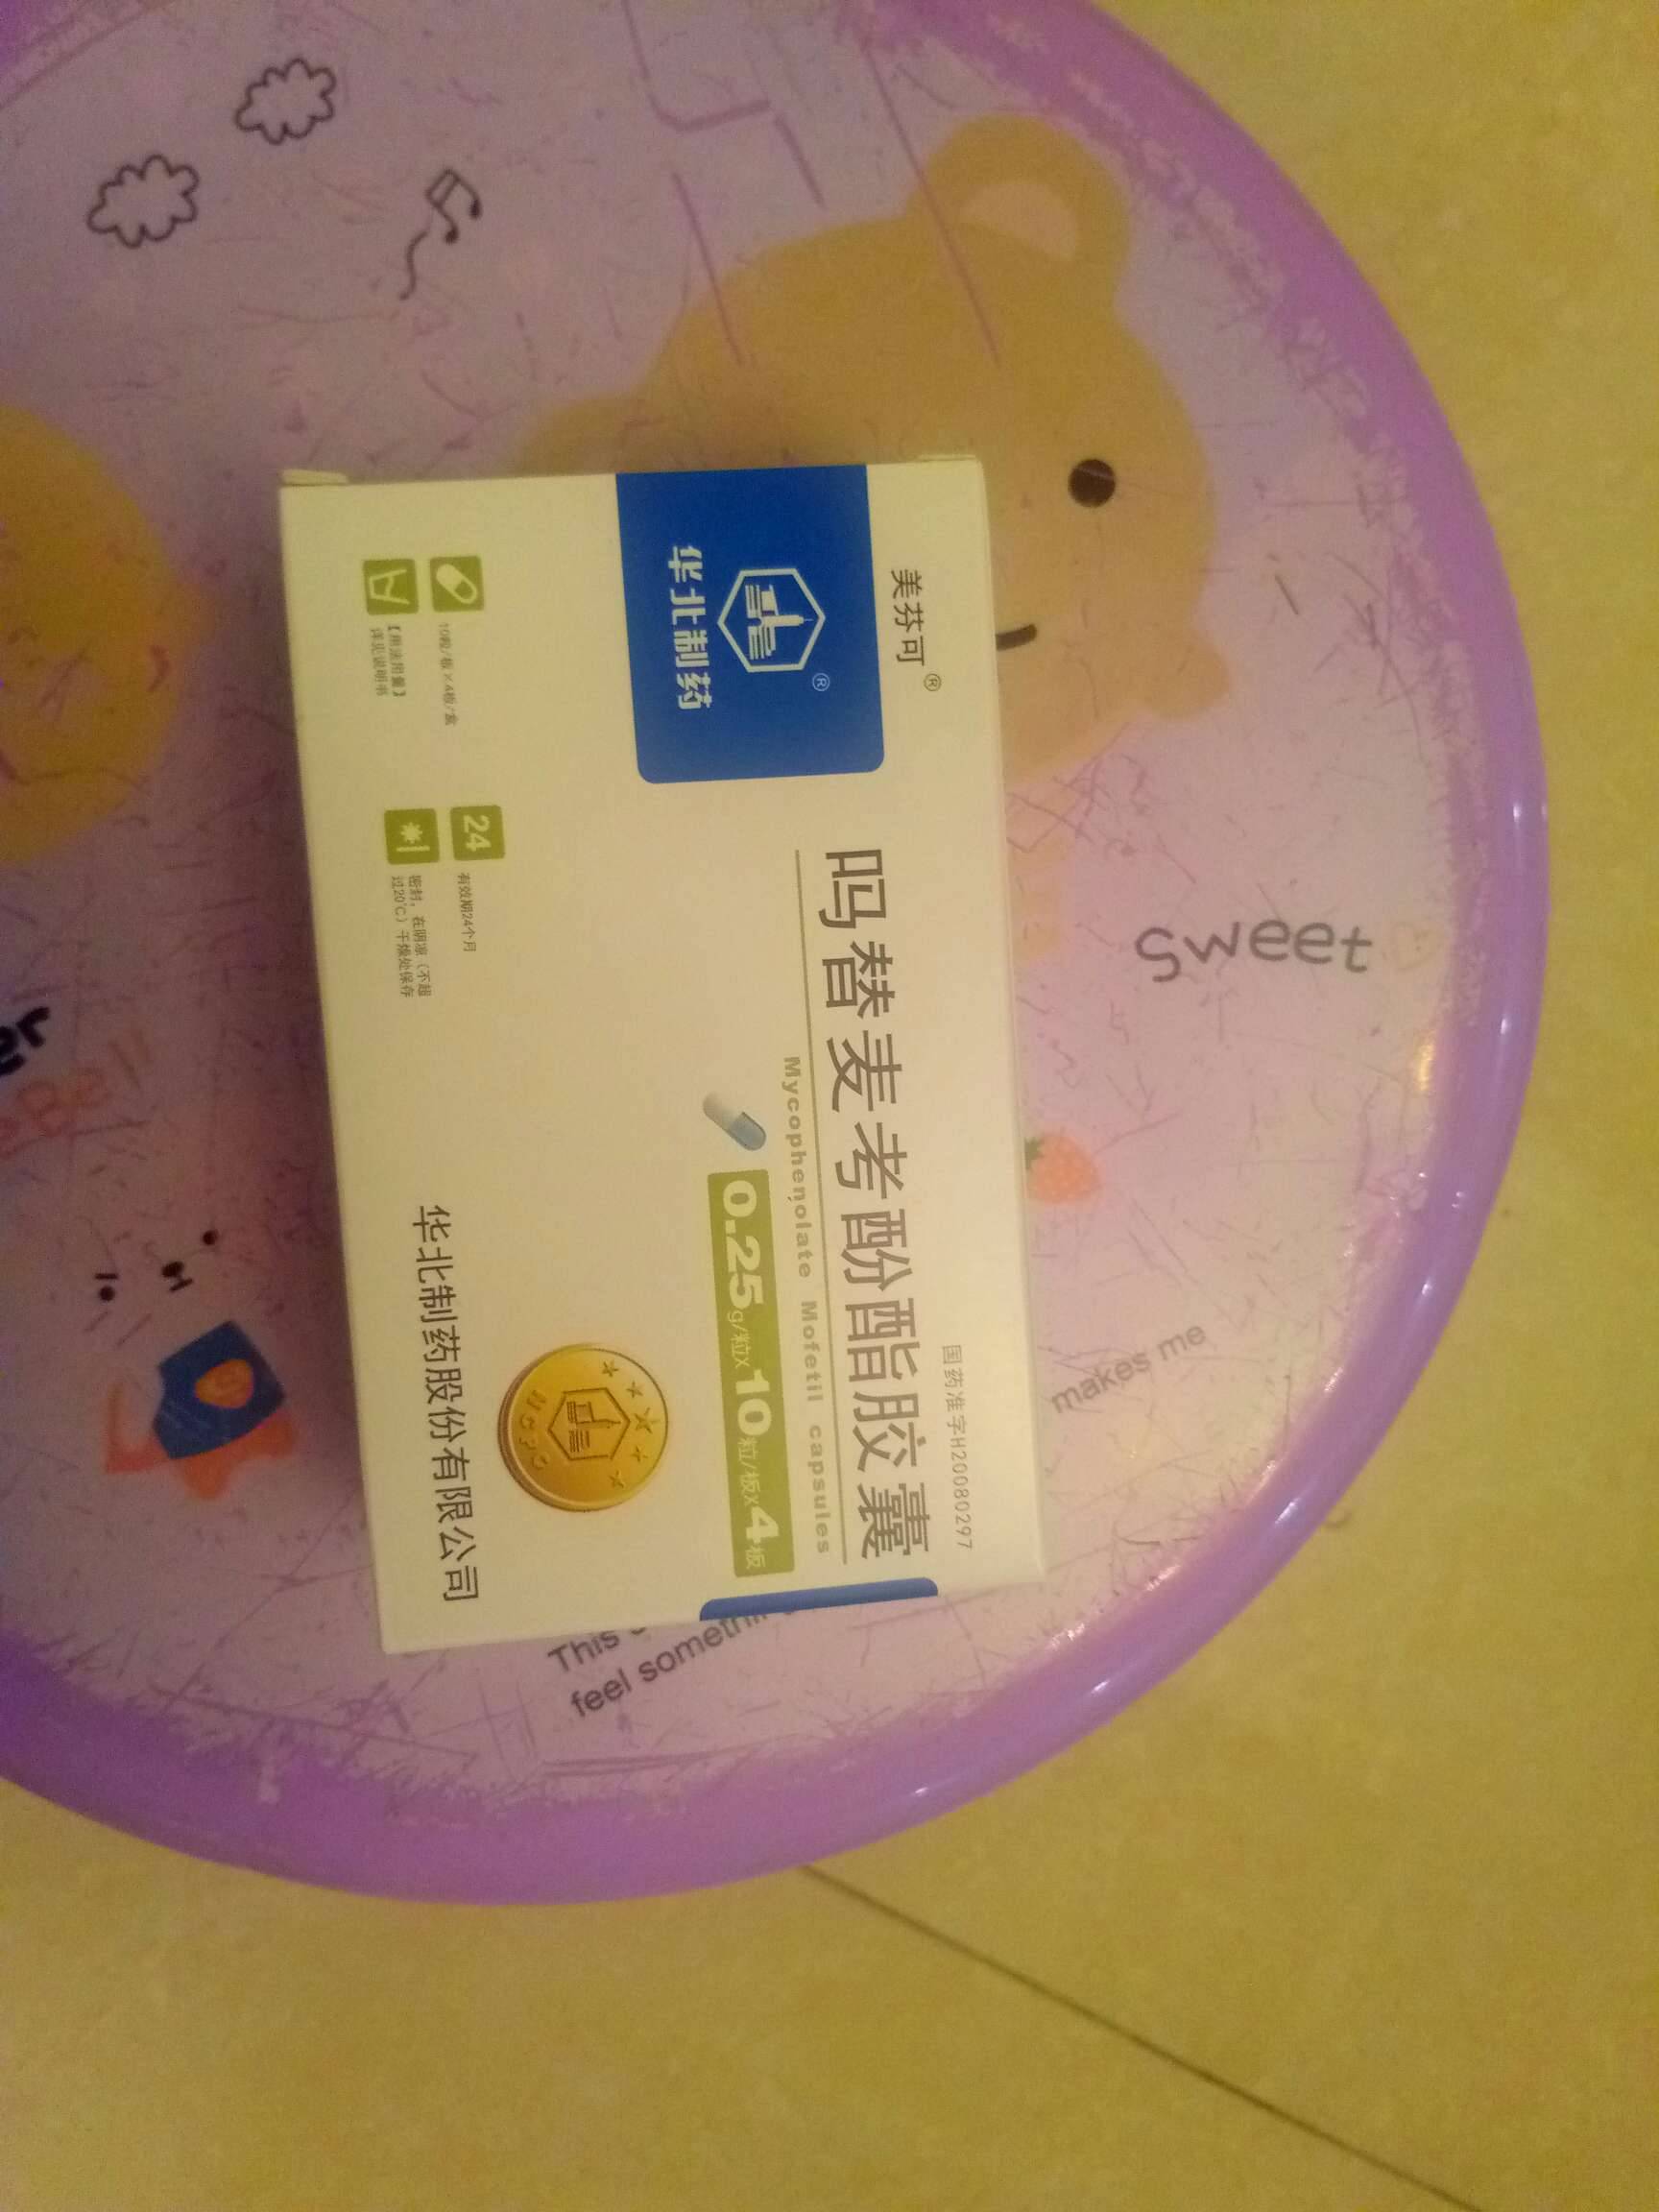 美芬可®
国药准字H20080297
华北制药®
吗替麦考酚酯胶囊
Mycophenolate Mofetil capsules
0.25g/粒X10粒/板X4板
10粒/板×4板/盒
【用法用量】
详见说明书
24
有效期24个月
密封，在阴凉（不超
过20℃）干燥处保存
NCPC
华北制药股份有限公司
sweet
makes me
This
feel somethin